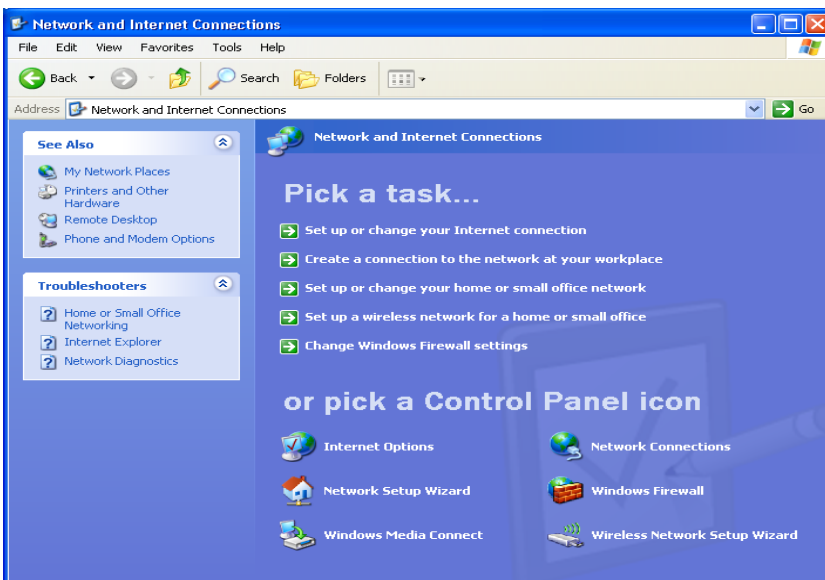 Network and Internet Connections
File Edit View Favorites Tools Help
Back Search Folders
Address Network and Internet Connections Go
See Also
My Network Places
Printers and Other
Hardware
Remote Desktop
Phone and Modem Options
Troubleshooters
Home or Small Office
Networking
Internet Explorer
Network Diagnostics
Network and Internet Connections
Pick a task...
Set up or change your Internet connection
Create a connection to the network at your workplace
Set up or change your home or small office network
Set up a wireless network for a home or small office
Change Windows Firewall settings
or pick a Control Panel icon
Internet Options Network Connections
Network Setup Wizard Windows Firewall
Windows Media Connect Wireless Network Setup Wizard